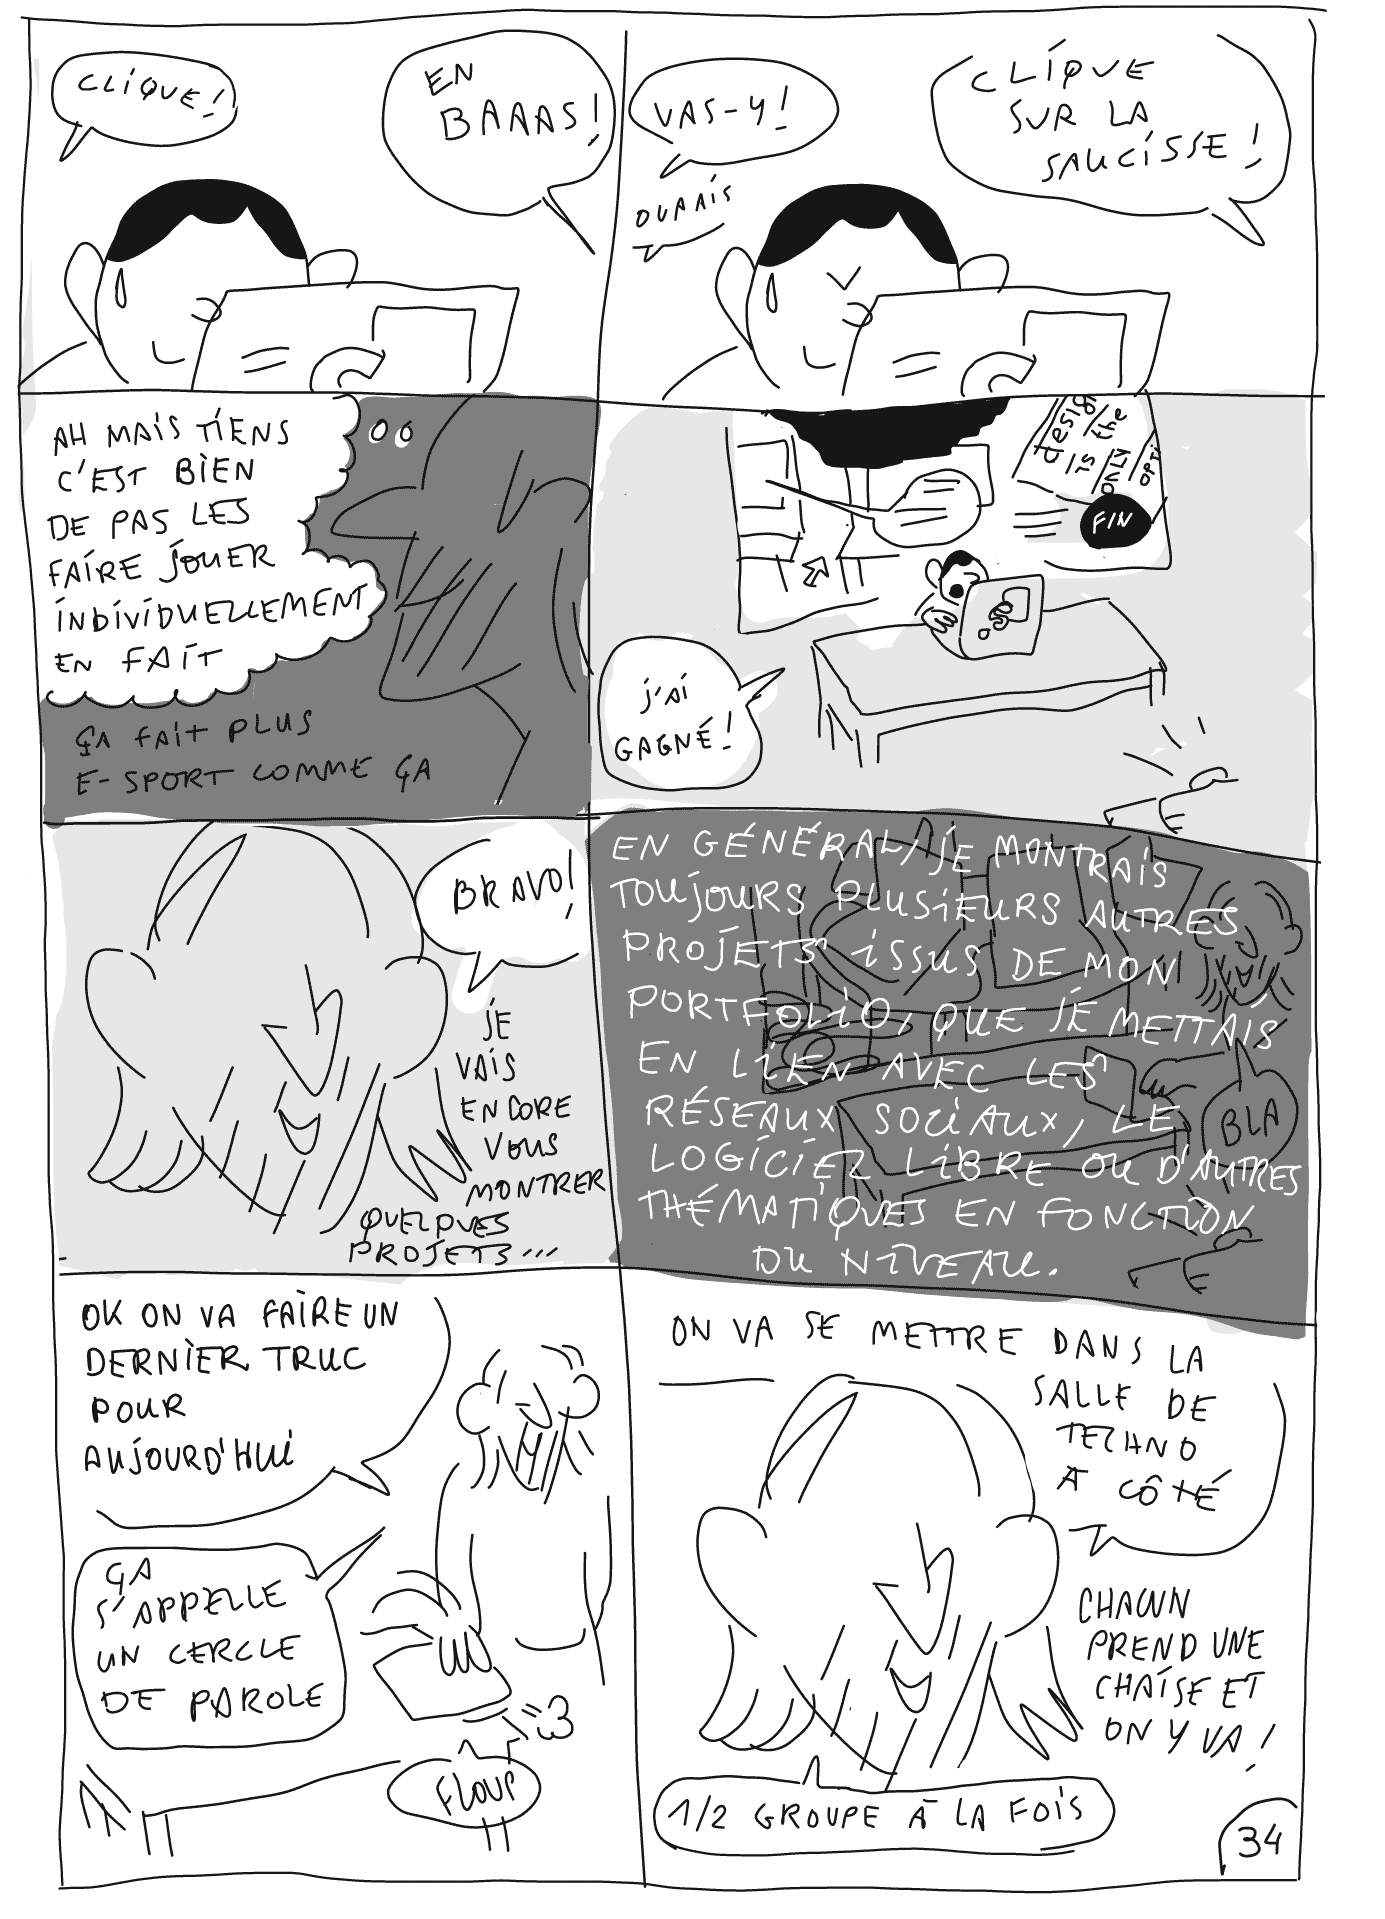 CLIQUE!
EN
BAAAS!
VAS-Y!
OUAAIS
CLIQUE
SUR LA
SAUCISSE!
AH MAIS TIENS
C'EST BIEN
DE PAS LES
FAIRE JOUER
INDIVIDUELLEMENT
EN FAIT
ÇA FAIT PLUS
E-SPORT COMME ÇA
desig
is the
ONLY
opti
FIN
J'AI
GAGNÉ!
BRAVO!
JE
VAIS
ENCORE
VOUS
MONTRER
QUELQUES
PROJETS...
EN GÉNÉRAL, JE MONTRAIS
TOUJOURS PLUSIEURS AUTRES
PROJETS ISSUS DE MON
PORTFOLIO, QUE JE METTAIS
EN LIEN AVEC LES
RÉSEAUX SOCIAUX, LE
LOGICIEL LIBRE OU D'AUTRES
THÉMATIQUES EN FONCTION
DU NIVEAU.
BLA
OK ON VA FAIRE UN
DERNIER TRUC
POUR
AUJOURD'HUI
ÇA
S'APPELLE
UN CERCLE
DE PAROLE
FLOUP
ON VA SE METTRE DANS LA
SALLE DE
TECHNO
À CÔTÉ
CHACUN
PREND UNE
CHAISE ET
ON Y VA!
1/2 GROUPE À LA FOIS
34